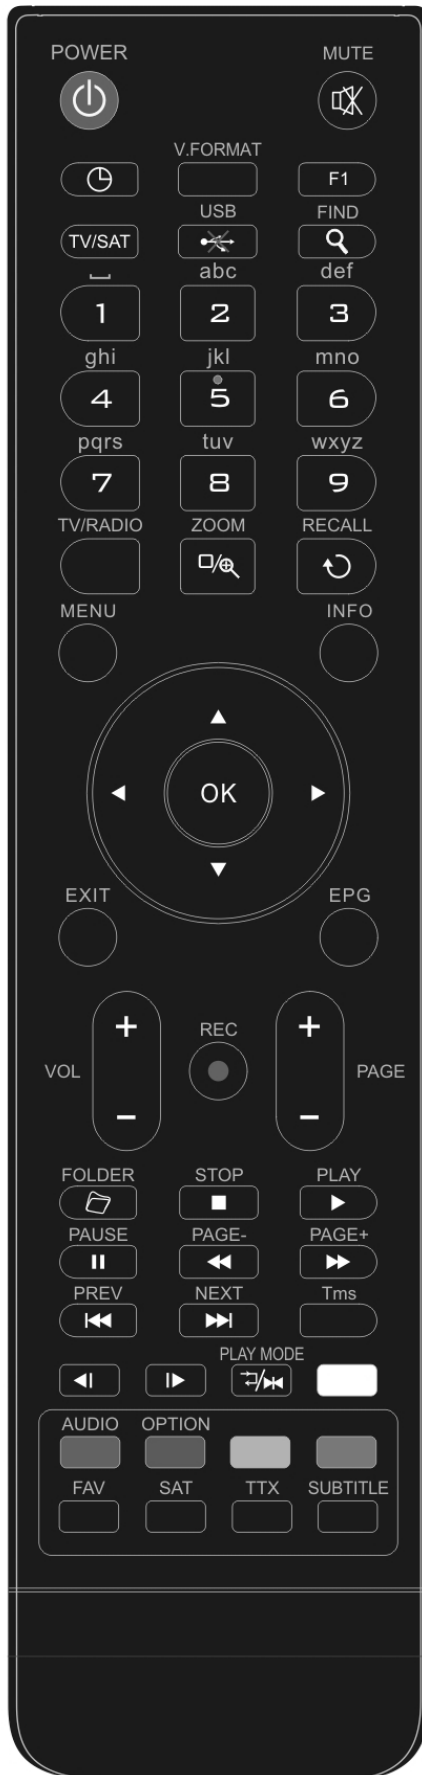 POWER MUTE
V.FORMAT
F1
USB FIND
TV/SAT
abc def
1 2 3
ghi jkl mno
4 5 6
pqrs tuv wxyz
7 8 9
TV/RADIO ZOOM RECALL
MENU INFO
OK
EXIT EPG
+ REC +
VOL PAGE
− −
FOLDER STOP PLAY
PAUSE PAGE- PAGE+
PREV NEXT Tms
PLAY MODE
AUDIO OPTION
FAV SAT TTX SUBTITLE